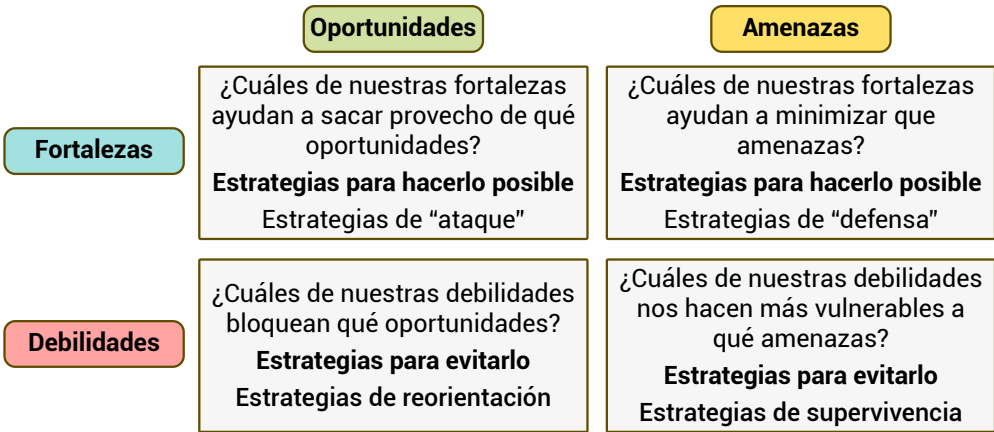 Oportunidades
Amenazas
Fortalezas
¿Cuáles de nuestras fortalezas
ayudan a sacar provecho de qué
oportunidades?
Estrategias para hacerlo posible
Estrategias de “ataque”
¿Cuáles de nuestras fortalezas
ayudan a minimizar que
amenazas?
Estrategias para hacerlo posible
Estrategias de “defensa”
Debilidades
¿Cuáles de nuestras debilidades
bloquean qué oportunidades?
Estrategias para evitarlo
Estrategias de reorientación
¿Cuáles de nuestras debilidades
nos hacen más vulnerables a
qué amenazas?
Estrategias para evitarlo
Estrategias de supervivencia